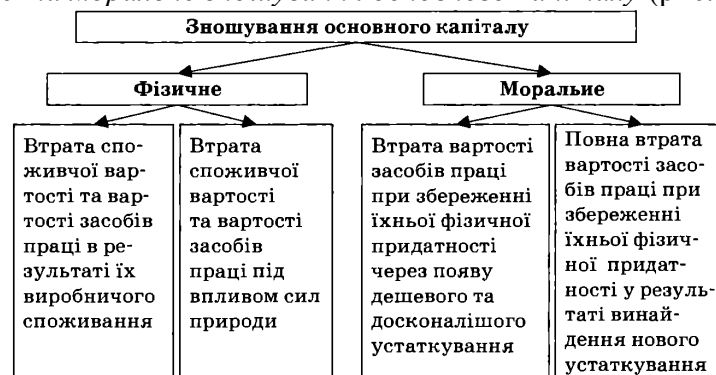 Зношування основного капіталу
Фізичне
Моральие
Втрата спо-
живчої вар-
тості та вар-
тості засобів
праці в ре-
зультаті їх
виробничого
споживання
Втрата
споживчої
вартості
та вартості
засобів
праці під
впливом сил
природи
Втрата вартості
засобів праці
при збереженні
їхньої фізичної
придатності
через появу
дешевого та
досконалішого
устаткування
Повна втрата
вартості засо-
бів праці при
збереженні
їхньої фізич-
ної придат-
ності у резуль-
таті винай-
дення нового
устаткування